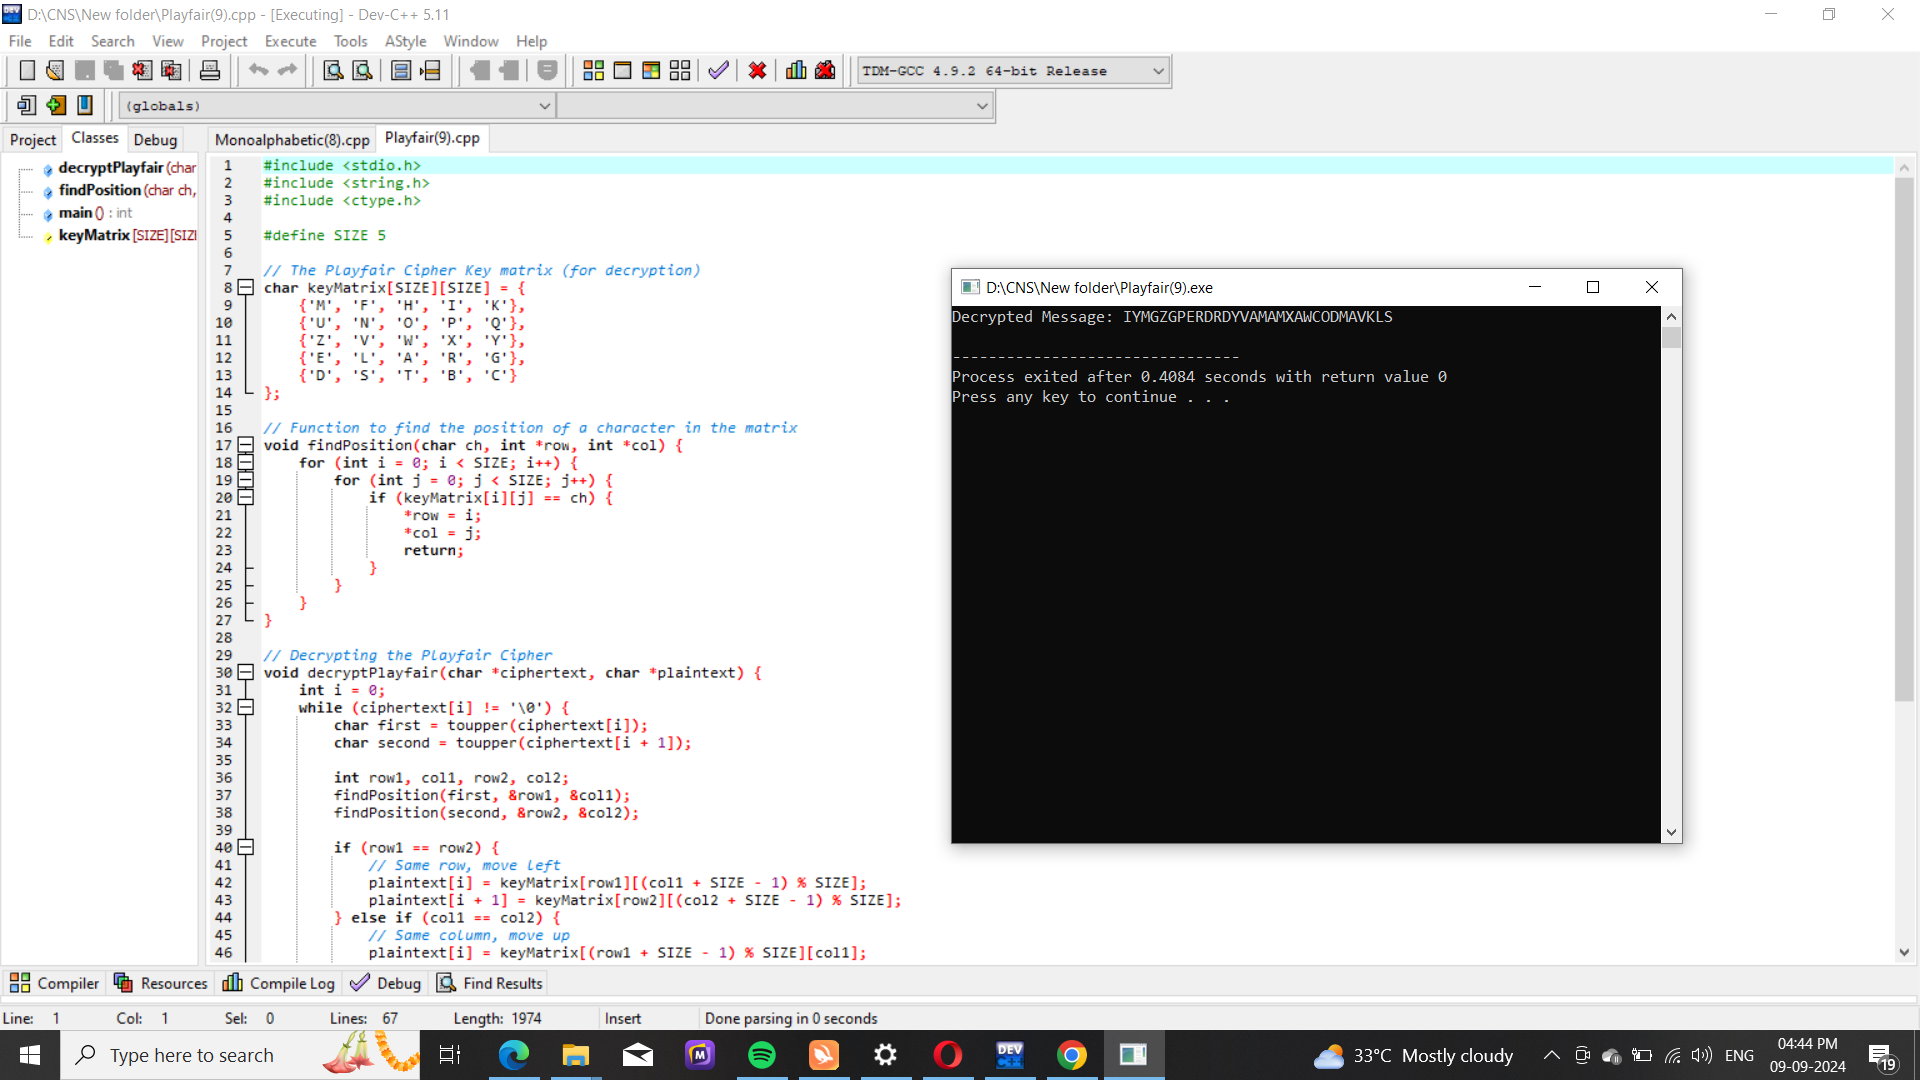 D:\CNS\New folder\Playfair(9).cpp - [Executing] - Dev-C++ 5.11
File Edit Search View Project Execute Tools AStyle Window Help
TDM-GCC 4.9.2 64-bit Release
(globals)
Project Classes Debug
Monoalphabetic(8).cpp Playfair(9).cpp
decryptPlayfair (char
findPosition (char ch,
main () : int
keyMatrix [SIZE][SIZI
1 #include <stdio.h>
2 #include <string.h>
3 #include <ctype.h>
4
5 #define SIZE 5
6
7 // The Playfair Cipher Key matrix (for decryption)
8 char keyMatrix[SIZE][SIZE] = {
9     {'M', 'F', 'H', 'I', 'K'},
10     {'U', 'N', 'O', 'P', 'Q'},
11     {'Z', 'V', 'W', 'X', 'Y'},
12     {'E', 'L', 'A', 'R', 'G'},
13     {'D', 'S', 'T', 'B', 'C'}
14 };
15
16 // Function to find the position of a character in the matrix
17 void findPosition(char ch, int *row, int *col) {
18     for (int i = 0; i < SIZE; i++) {
19         for (int j = 0; j < SIZE; j++) {
20             if (keyMatrix[i][j] == ch) {
21                 *row = i;
22                 *col = j;
23                 return;
24             }
25         }
26     }
27 }
28
29 // Decrypting the Playfair Cipher
30 void decryptPlayfair(char *ciphertext, char *plaintext) {
31     int i = 0;
32     while (ciphertext[i] != '\0') {
33         char first = toupper(ciphertext[i]);
34         char second = toupper(ciphertext[i + 1]);
35
36         int row1, col1, row2, col2;
37         findPosition(first, &row1, &col1);
38         findPosition(second, &row2, &col2);
39
40         if (row1 == row2) {
41             // Same row, move left
42             plaintext[i] = keyMatrix[row1][(col1 + SIZE - 1) % SIZE];
43             plaintext[i + 1] = keyMatrix[row2][(col2 + SIZE - 1) % SIZE];
44         } else if (col1 == col2) {
45             // Same column, move up
46             plaintext[i] = keyMatrix[(row1 + SIZE - 1) % SIZE][col1];
D:\CNS\New folder\Playfair(9).exe
Decrypted Message: IYMGZGPERDRDYVAMAMXAWCODMAVKLS
--------------------------------
Process exited after 0.4084 seconds with return value 0
Press any key to continue . . .
Compiler Resources Compile Log Debug Find Results
Line: 1 Col: 1 Sel: 0 Lines: 67 Length: 1974 Insert Done parsing in 0 seconds
Type here to search
DEV C++
33°C Mostly cloudy
ENG
04:44 PM
09-09-2024
19